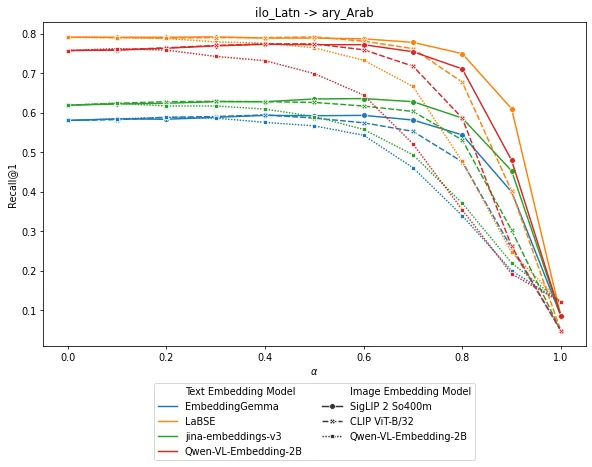 ilo_Latn -> ary_Arab
Recall@1
0.8
0.7
0.6
0.5
0.4
0.3
0.2
0.1
0.0 0.2 0.4 0.6 0.8 1.0
α
Text Embedding Model Image Embedding Model
EmbeddingGemma SigLIP 2 So400m
LaBSE CLIP ViT-B/32
jina-embeddings-v3 Qwen-VL-Embedding-2B
Qwen-VL-Embedding-2B